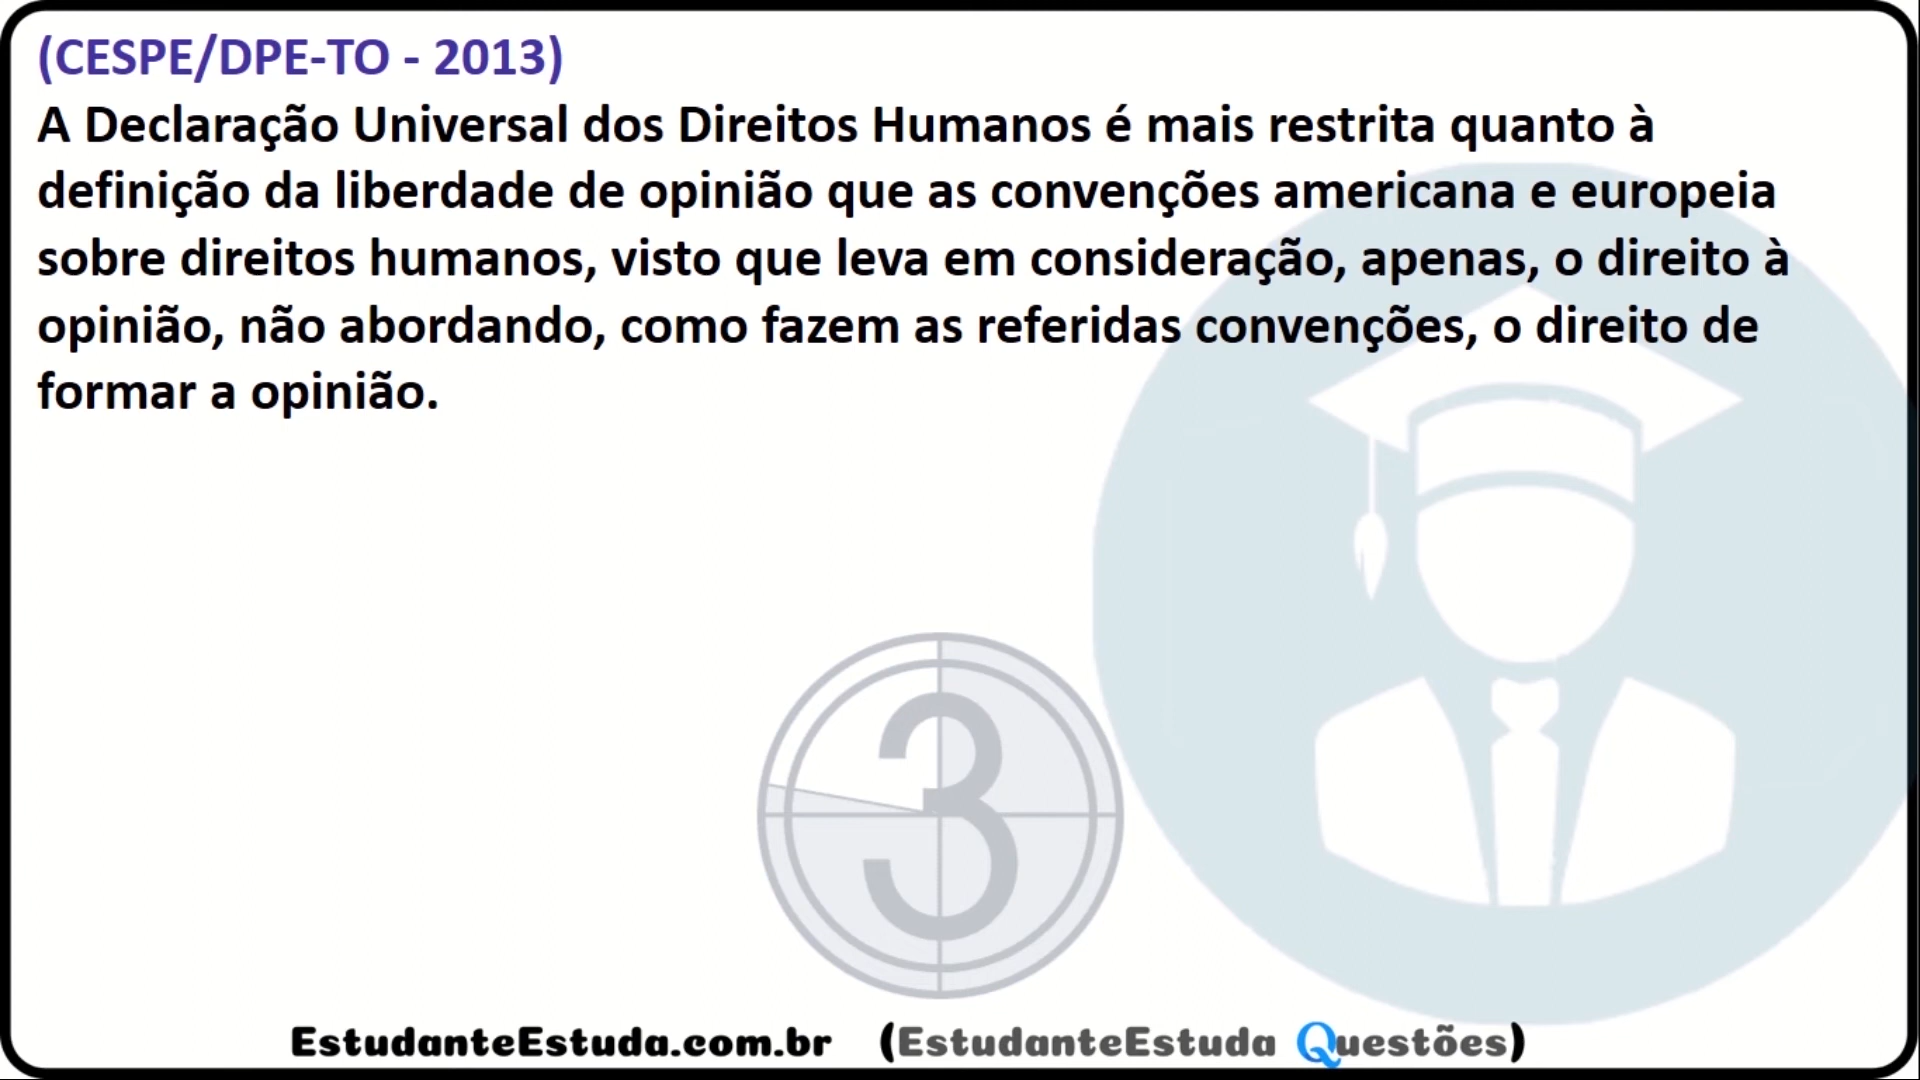 (CESPE/DPE-TO - 2013)
A Declaração Universal dos Direitos Humanos é mais restrita quanto à
definição da liberdade de opinião que as convenções americana e europeia
sobre direitos humanos, visto que leva em consideração, apenas, o direito à
opinião, não abordando, como fazem as referidas convenções, o direito de
formar a opinião.
3
EstudanteEstuda.com.br (EstudanteEstuda Questões)